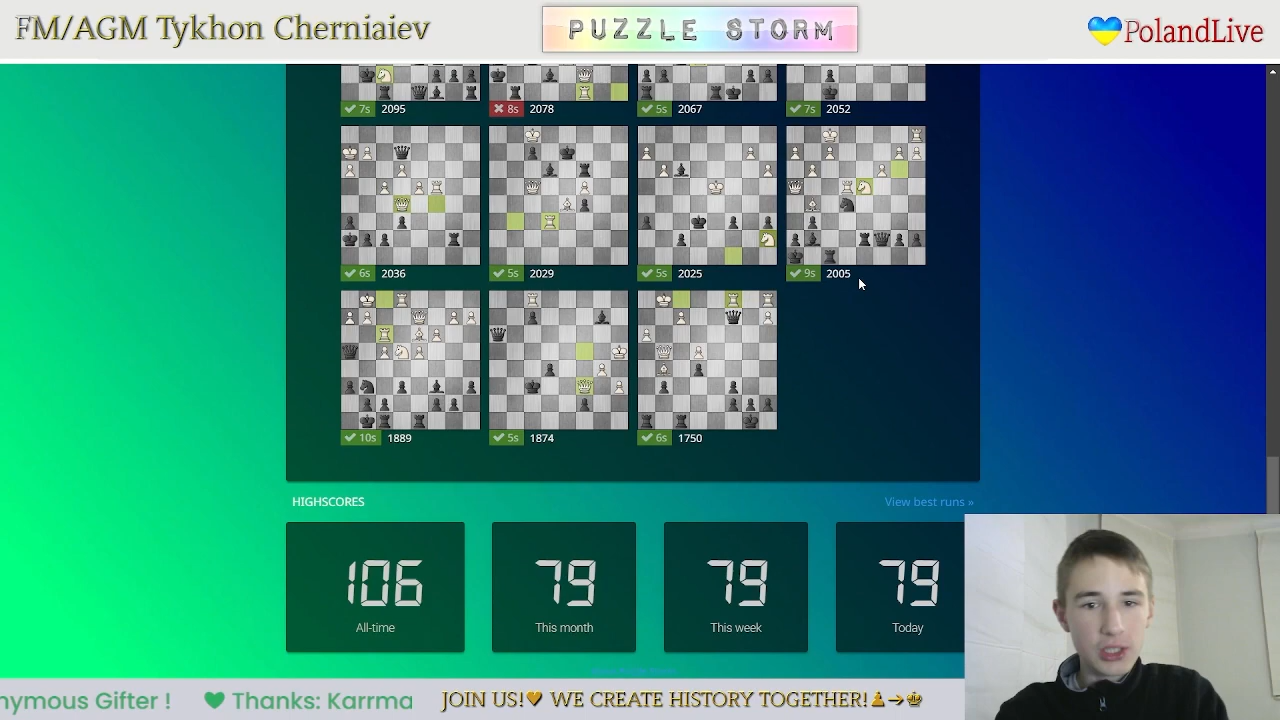 FM/AGM Tykhon Cherniaiev
PUZZLE STORM
PolandLive
7s 2095
8s 2078
5s 2067
7s 2052
6s 2036
5s 2029
5s 2025
9s 2005
10s 1889
5s 1874
6s 1750
HIGHSCORES
View best runs »
106
All-time
79
This month
79
This week
79
Today
nymous Gifter !
Thanks: Karrma
JOIN US! WE CREATE HISTORY TOGETHER!